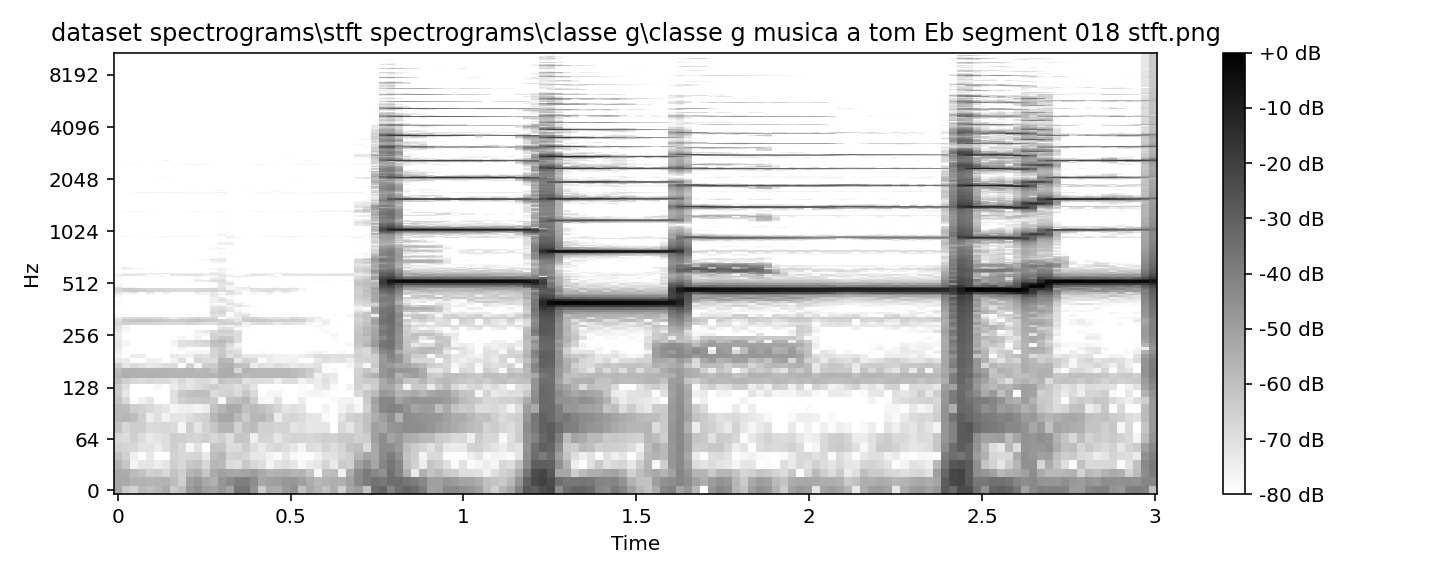 dataset spectrograms\stft spectrograms\classe g\classe g musica a tom Eb segment 018 stft.png
8192
4096
2048
1024
512
256
128
64
0
Hz
0
0.5
1
1.5
2
2.5
3
Time
+0 dB
-10 dB
-20 dB
-30 dB
-40 dB
-50 dB
-60 dB
-70 dB
-80 dB